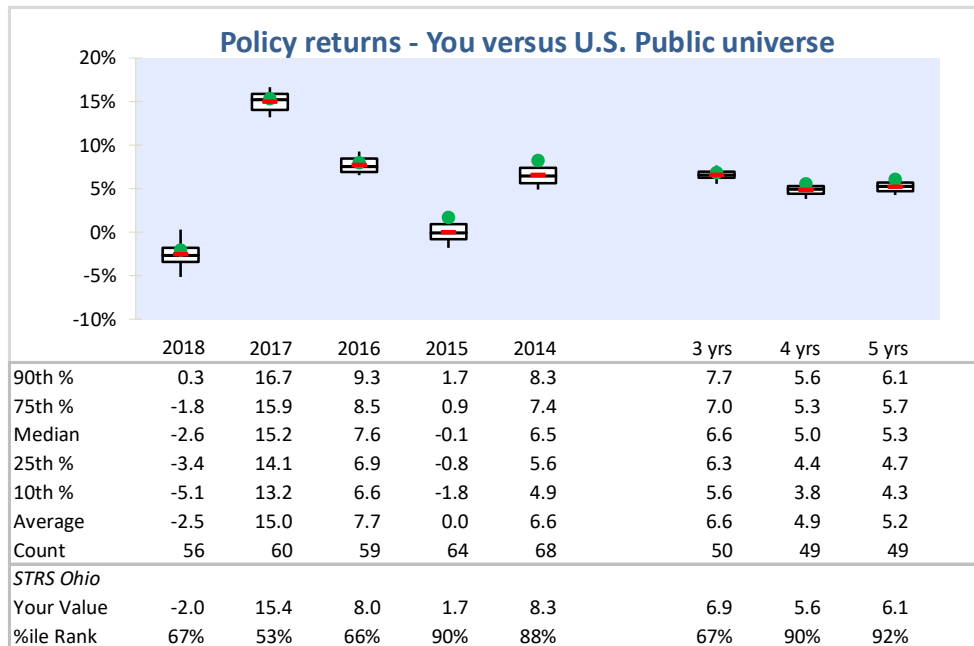 Policy returns - You versus U.S. Public universe
20%
15%
10%
5%
0%
-5%
-10%
2018 2017 2016 2015 2014 3 yrs 4 yrs 5 yrs
90th % 0.3 16.7 9.3 1.7 8.3 7.7 5.6 6.1
75th % -1.8 15.9 8.5 0.9 7.4 7.0 5.3 5.7
Median -2.6 15.2 7.6 -0.1 6.5 6.6 5.0 5.3
25th % -3.4 14.1 6.9 -0.8 5.6 6.3 4.4 4.7
10th % -5.1 13.2 6.6 -1.8 4.9 5.6 3.8 4.3
Average -2.5 15.0 7.7 0.0 6.6 6.6 4.9 5.2
Count 56 60 59 64 68 50 49 49
STRS Ohio
Your Value -2.0 15.4 8.0 1.7 8.3 6.9 5.6 6.1
%ile Rank 67% 53% 66% 90% 88% 67% 90% 92%